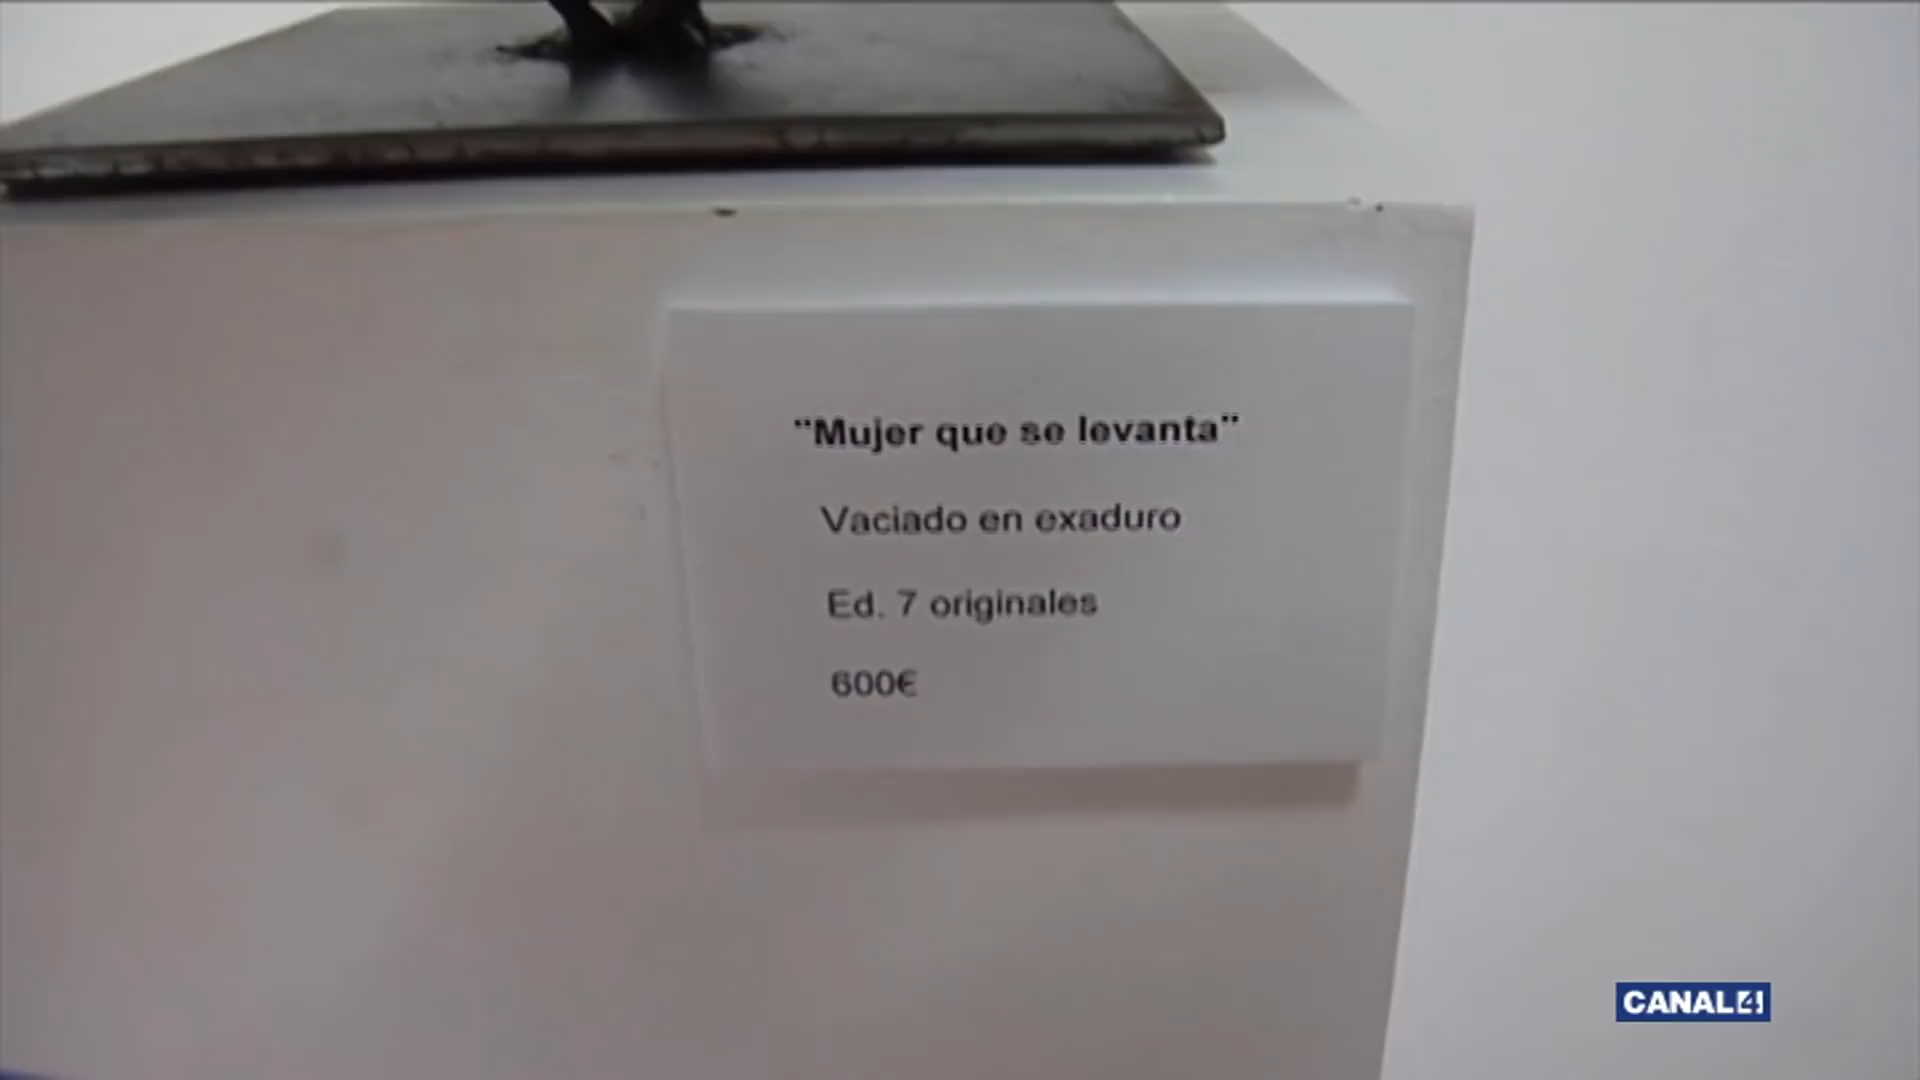 "Mujer que se levanta"
Vaciado en exaduro
Ed. 7 originales
600€
CANAL4